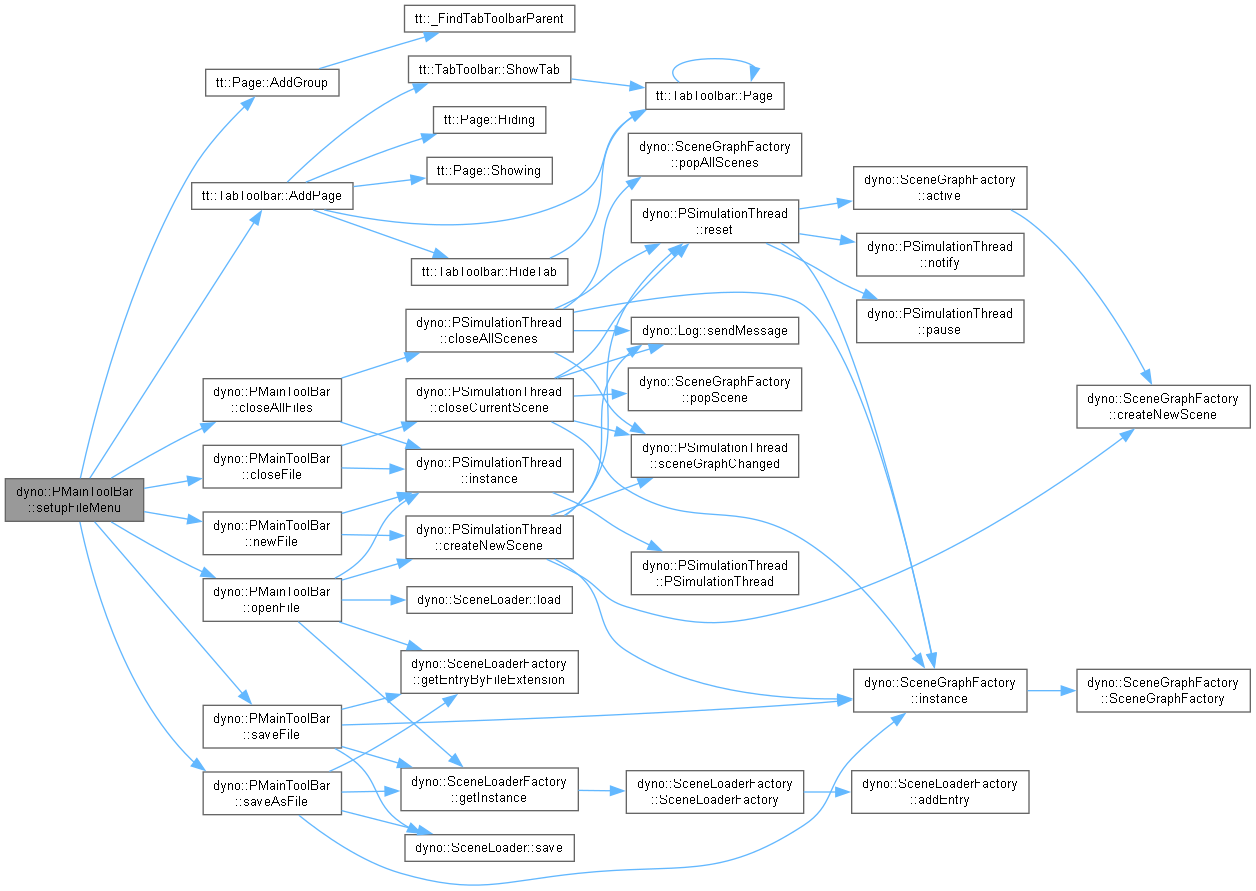 tt::_FindTabToolbarParent
tt::Page::AddGroup
tt::TabToolbar::ShowTab
tt::TabToolbar::Page
tt::Page::Hiding
dyno::SceneGraphFactory
::popAllScenes
tt::Page::Showing
tt::TabToolbar::AddPage
dyno::SceneGraphFactory
::active
dyno::PSimulationThread
::reset
dyno::PSimulationThread
::notify
tt::TabToolbar::HideTab
dyno::PSimulationThread
::pause
dyno::PSimulationThread
::closeAllScenes
dyno::Log::sendMessage
dyno::PMainToolBar
::closeAllFiles
dyno::PSimulationThread
::closeCurrentScene
dyno::SceneGraphFactory
::popScene
dyno::SceneGraphFactory
::createNewScene
dyno::PMainToolBar
::closeFile
dyno::PSimulationThread
::instance
dyno::PSimulationThread
::sceneGraphChanged
dyno::PMainToolBar
::setupFileMenu
dyno::PMainToolBar
::newFile
dyno::PSimulationThread
::createNewScene
dyno::PSimulationThread
::PSimulationThread
dyno::PMainToolBar
::openFile
dyno::SceneLoader::load
dyno::SceneLoaderFactory
::getEntryByFileExtension
dyno::SceneGraphFactory
::instance
dyno::SceneGraphFactory
::SceneGraphFactory
dyno::PMainToolBar
::saveFile
dyno::PMainToolBar
::saveAsFile
dyno::SceneLoaderFactory
::getInstance
dyno::SceneLoaderFactory
::SceneLoaderFactory
dyno::SceneLoaderFactory
::addEntry
dyno::SceneLoader::save